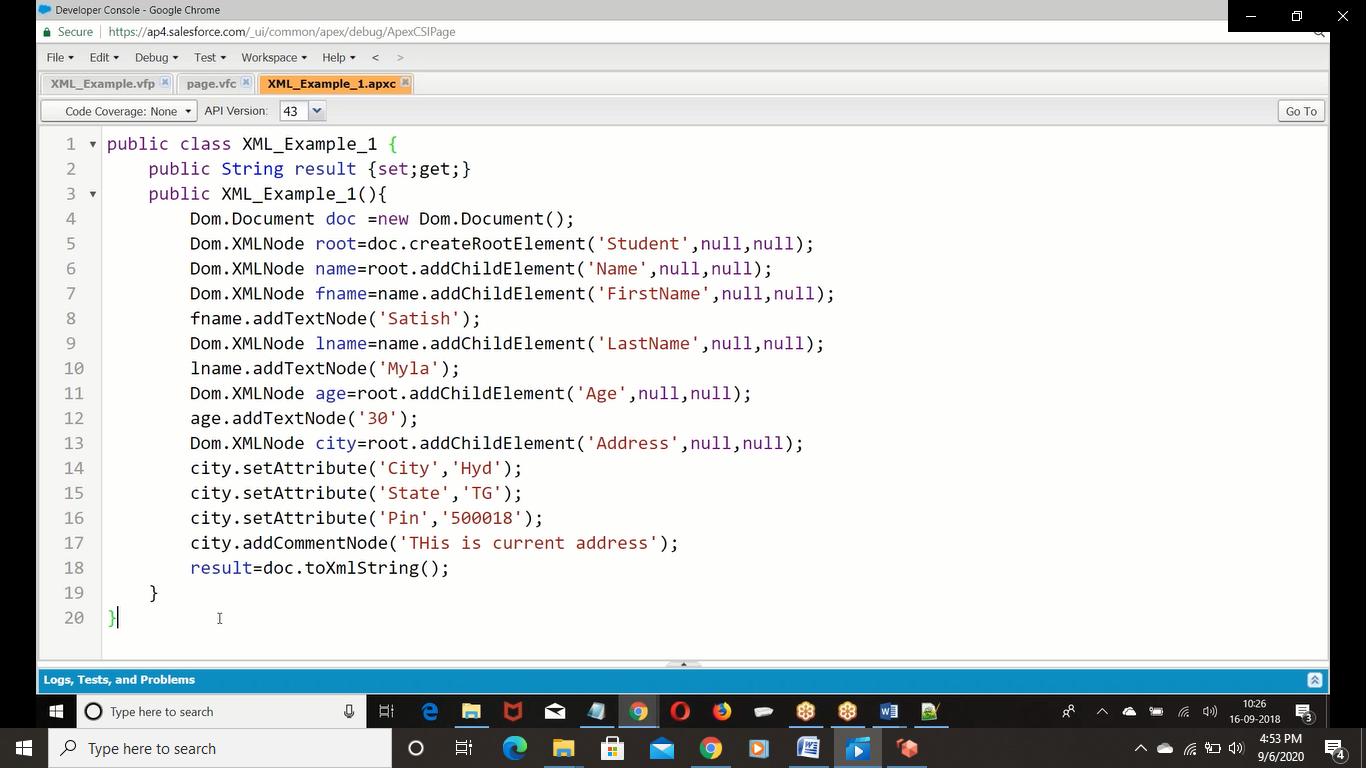 Developer Console - Google Chrome
Secure https://ap4.salesforce.com/_ui/common/apex/debug/ApexCSIPage
File Edit Debug Test Workspace Help < >
XML_Example.vfp page.vfc XML_Example_1.apxc
Code Coverage: None API Version: 43 Go To
1 public class XML_Example_1 {
2 public String result {set;get;}
3 public XML_Example_1(){
4 Dom.Document doc =new Dom.Document();
5 Dom.XMLNode root=doc.createRootElement('Student',null,null);
6 Dom.XMLNode name=root.addChildElement('Name',null,null);
7 Dom.XMLNode fname=name.addChildElement('FirstName',null,null);
8 fname.addTextNode('Satish');
9 Dom.XMLNode lname=name.addChildElement('LastName',null,null);
10 lname.addTextNode('Myla');
11 Dom.XMLNode age=root.addChildElement('Age',null,null);
12 age.addTextNode('30');
13 Dom.XMLNode city=root.addChildElement('Address',null,null);
14 city.setAttribute('City','Hyd');
15 city.setAttribute('State','TG');
16 city.setAttribute('Pin','500018');
17 city.addCommentNode('THis is current address');
18 result=doc.toXmlString();
19 }
20 }
Logs, Tests, and Problems
Type here to search 10:26
16-09-2018 3
Type here to search 4:53 PM
9/6/2020 4